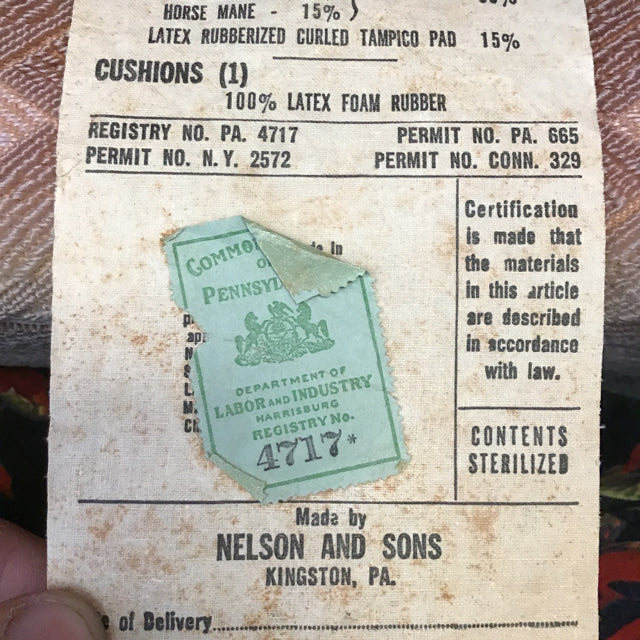 HORSE MANE - 15% )
LATEX RUBBERIZED CURLED TAMPICO PAD 15%
CUSHIONS (1)
100% LATEX FOAM RUBBER
REGISTRY NO. PA. 4717 PERMIT NO. PA. 665
PERMIT NO. N.Y. 2572 PERMIT NO. CONN. 329
Certification
is made that
the materials
in this article
are described
in accordance
with law.
CONTENTS
STERILIZED
in
PENNSYL
DEPARTMENT OF
LABOR AND INDUSTRY
HARRISBURG
REGISTRY No.
4717*
Made by
NELSON AND SONS
KINGSTON, PA.
of Delivery